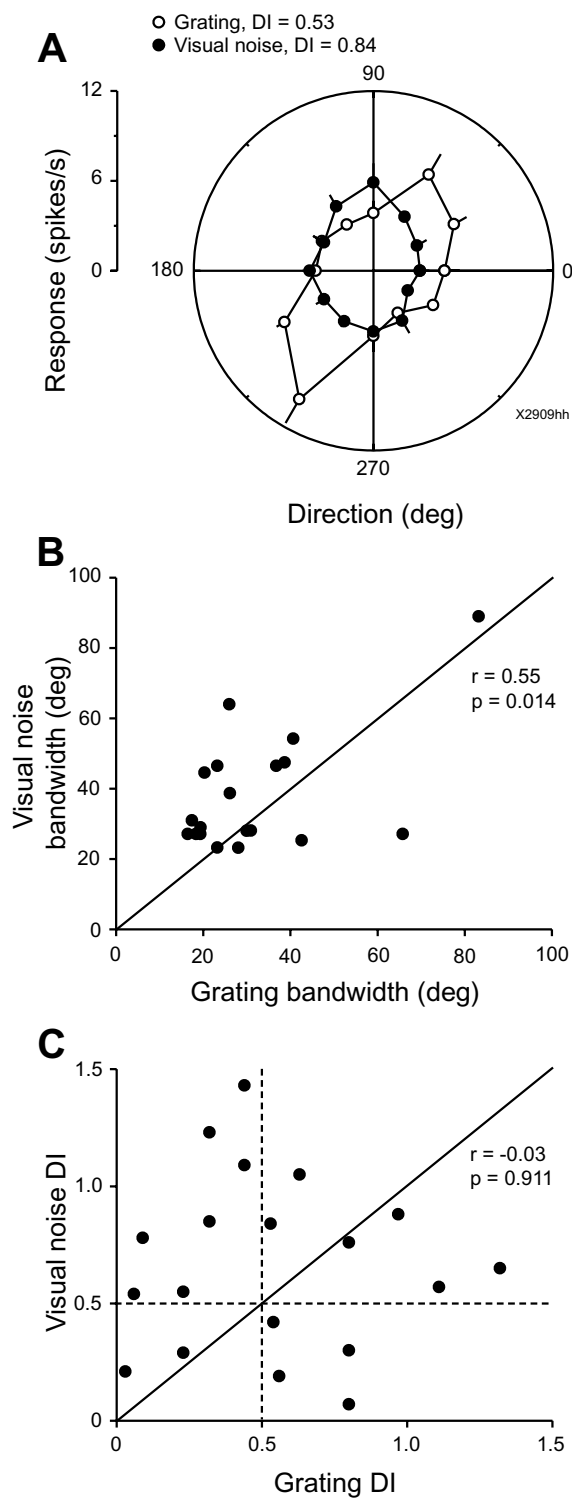 A
Grating, DI = 0.53
Visual noise, DI = 0.84
90
12
6
0
Response (spikes/s)
180
0
270
X2909hh
Direction (deg)
B
100
80
60
40
20
0
Visual noise
bandwidth (deg)
r = 0.55
p = 0.014
0
20
40
60
80
100
Grating bandwidth (deg)
C
1.5
1.0
0.5
0
Visual noise DI
r = -0.03
p = 0.911
0
0.5
1.0
1.5
Grating DI